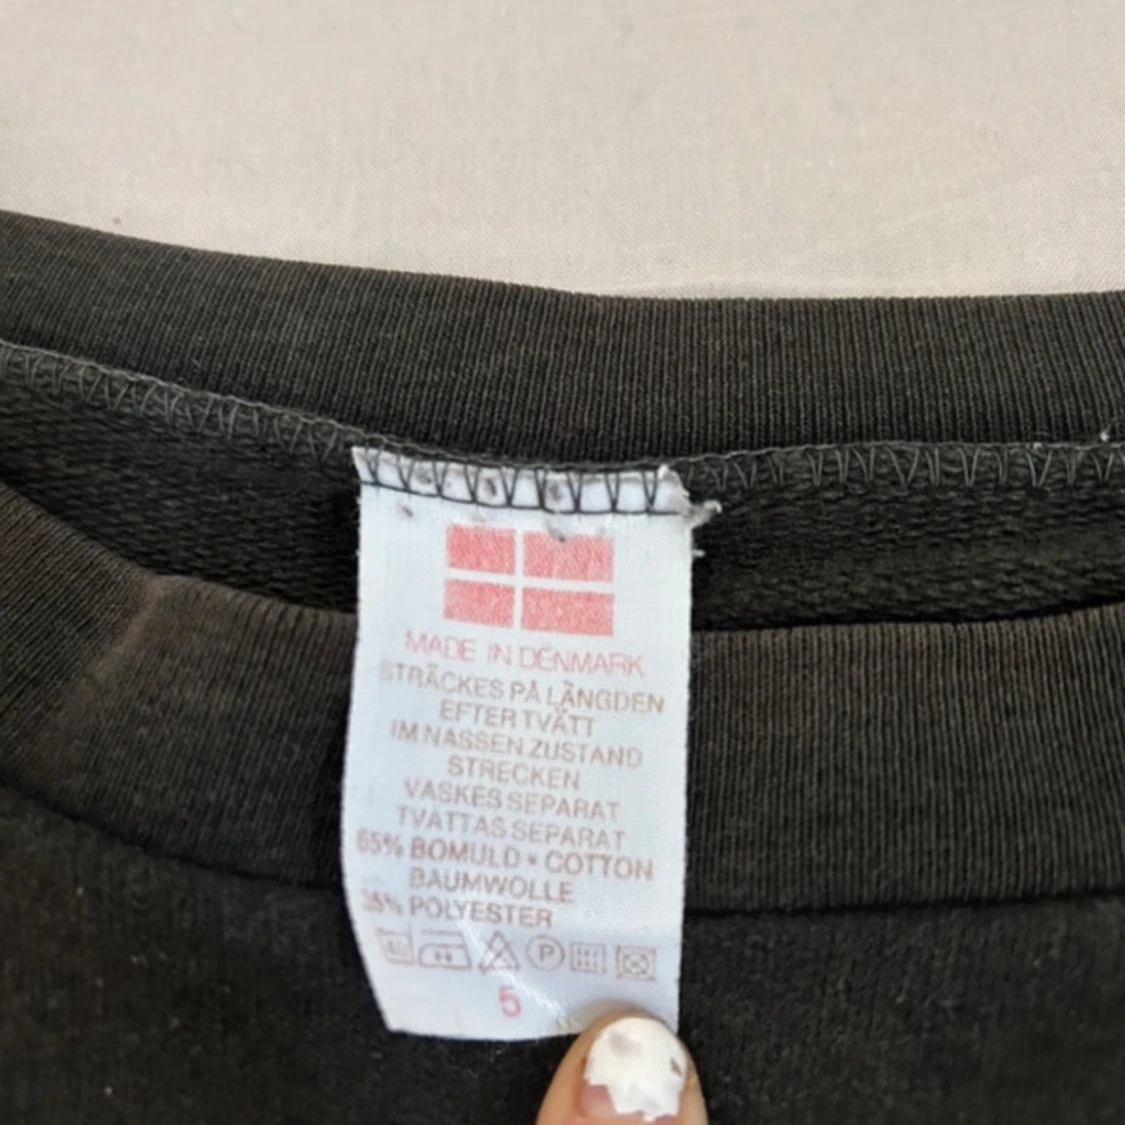 MADE IN DENMARK
STRÄCKES PÅ LÄNGDEN
EFTER TVÄTT
IM NASSEN ZUSTAND
STRECKEN
VASKES SEPARAT
TVÄTTAS SEPARAT
65% BOMULD • COTTON
BAUMWOLLE
35% POLYESTER
P
5